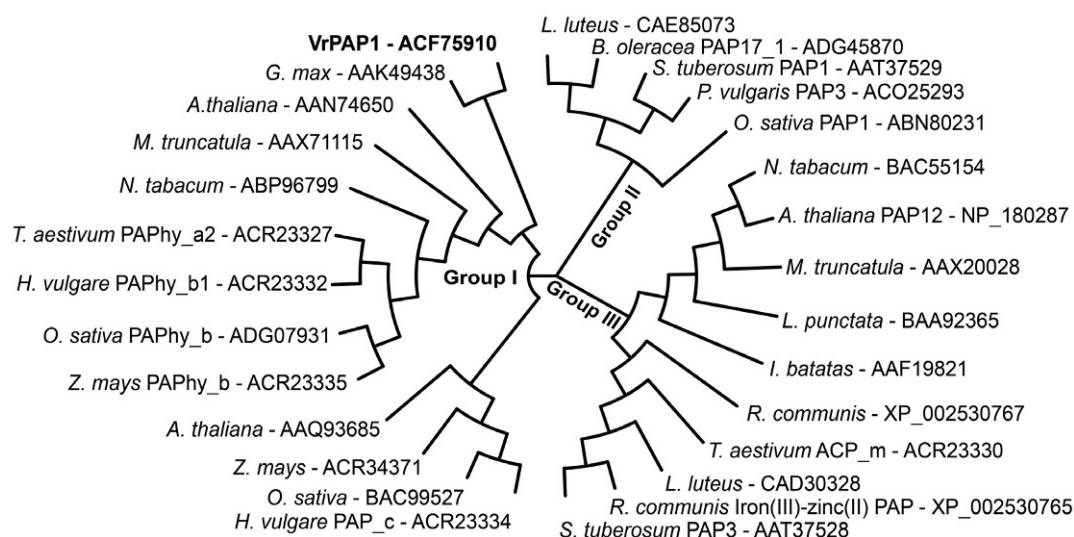 VrPAP1 - ACF75910
G. max - AAK49438
A.thaliana - AAN74650
M. truncatula - AAX71115
N. tabacum - ABP96799
T. aestivum PAPhy_a2 - ACR23327
H. vulgare PAPhy_b1 - ACR23332
O. sativa PAPhy_b - ADG07931
Z. mays PAPhy_b - ACR23335
A. thaliana - AAQ93685
Z. mays - ACR34371
O. sativa - BAC99527
H. vulgare PAP_c - ACR23334
Group I
Group II
Group III
L. luteus - CAE85073
B. oleracea PAP17_1 - ADG45870
S. tuberosum PAP1 - AAT37529
P. vulgaris PAP3 - ACO25293
O. sativa PAP1 - ABN80231
N. tabacum - BAC55154
A. thaliana PAP12 - NP_180287
M. truncatula - AAX20028
L. punctata - BAA92365
I. batatas - AAF19821
R. communis - XP_002530767
T. aestivum ACP_m - ACR23330
L. luteus - CAD30328
R. communis Iron(III)-zinc(II) PAP - XP_002530765
S. tuberosum PAP3 - AAT37528